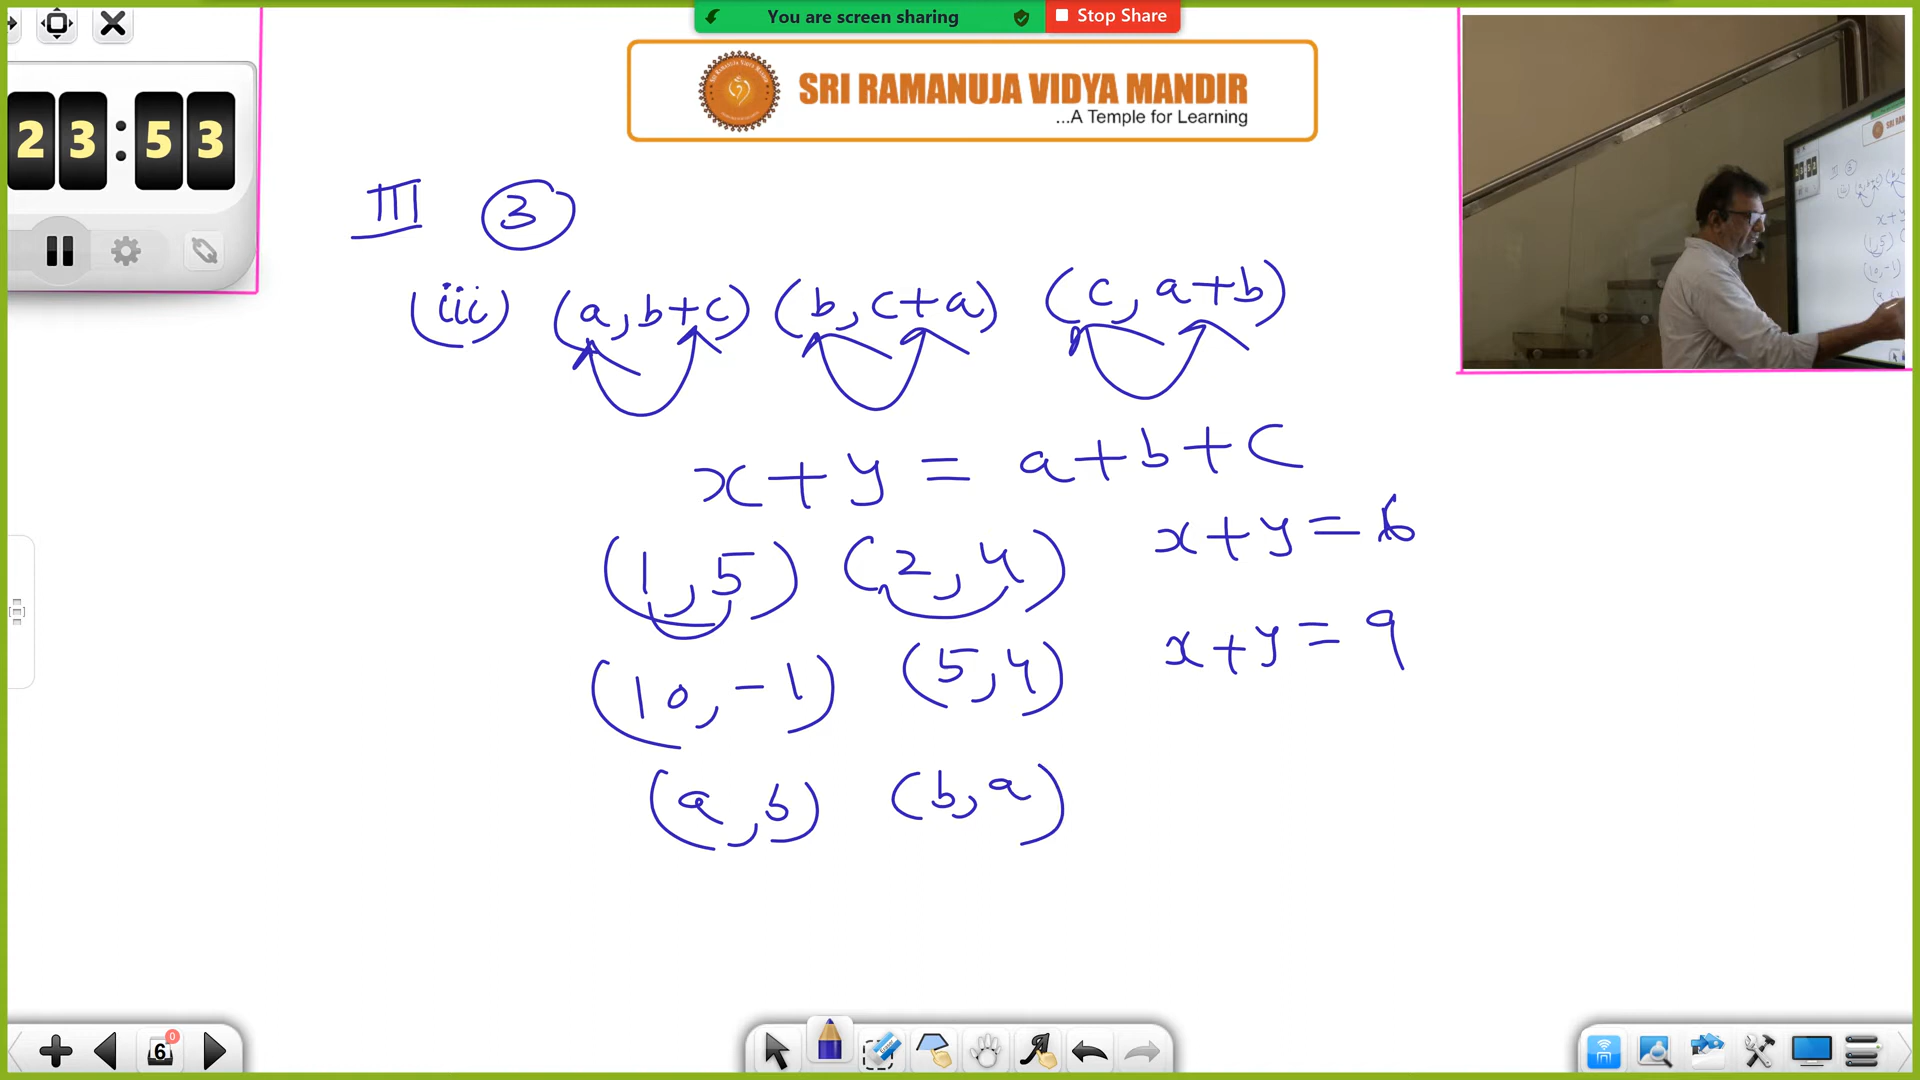 You are screen sharing Stop Share
SRI RAMANUJA VIDYA MANDIR
...A Temple for Learning
23:53
III 3
(iii) (a, b+c) (b, c+a) (c, a+b)
x+y = a+b+c
(1, 5) (2, 4) x+y = 6
(10, -1) (5, 4) x+y = 9
(a, b) (b, a)
0
6